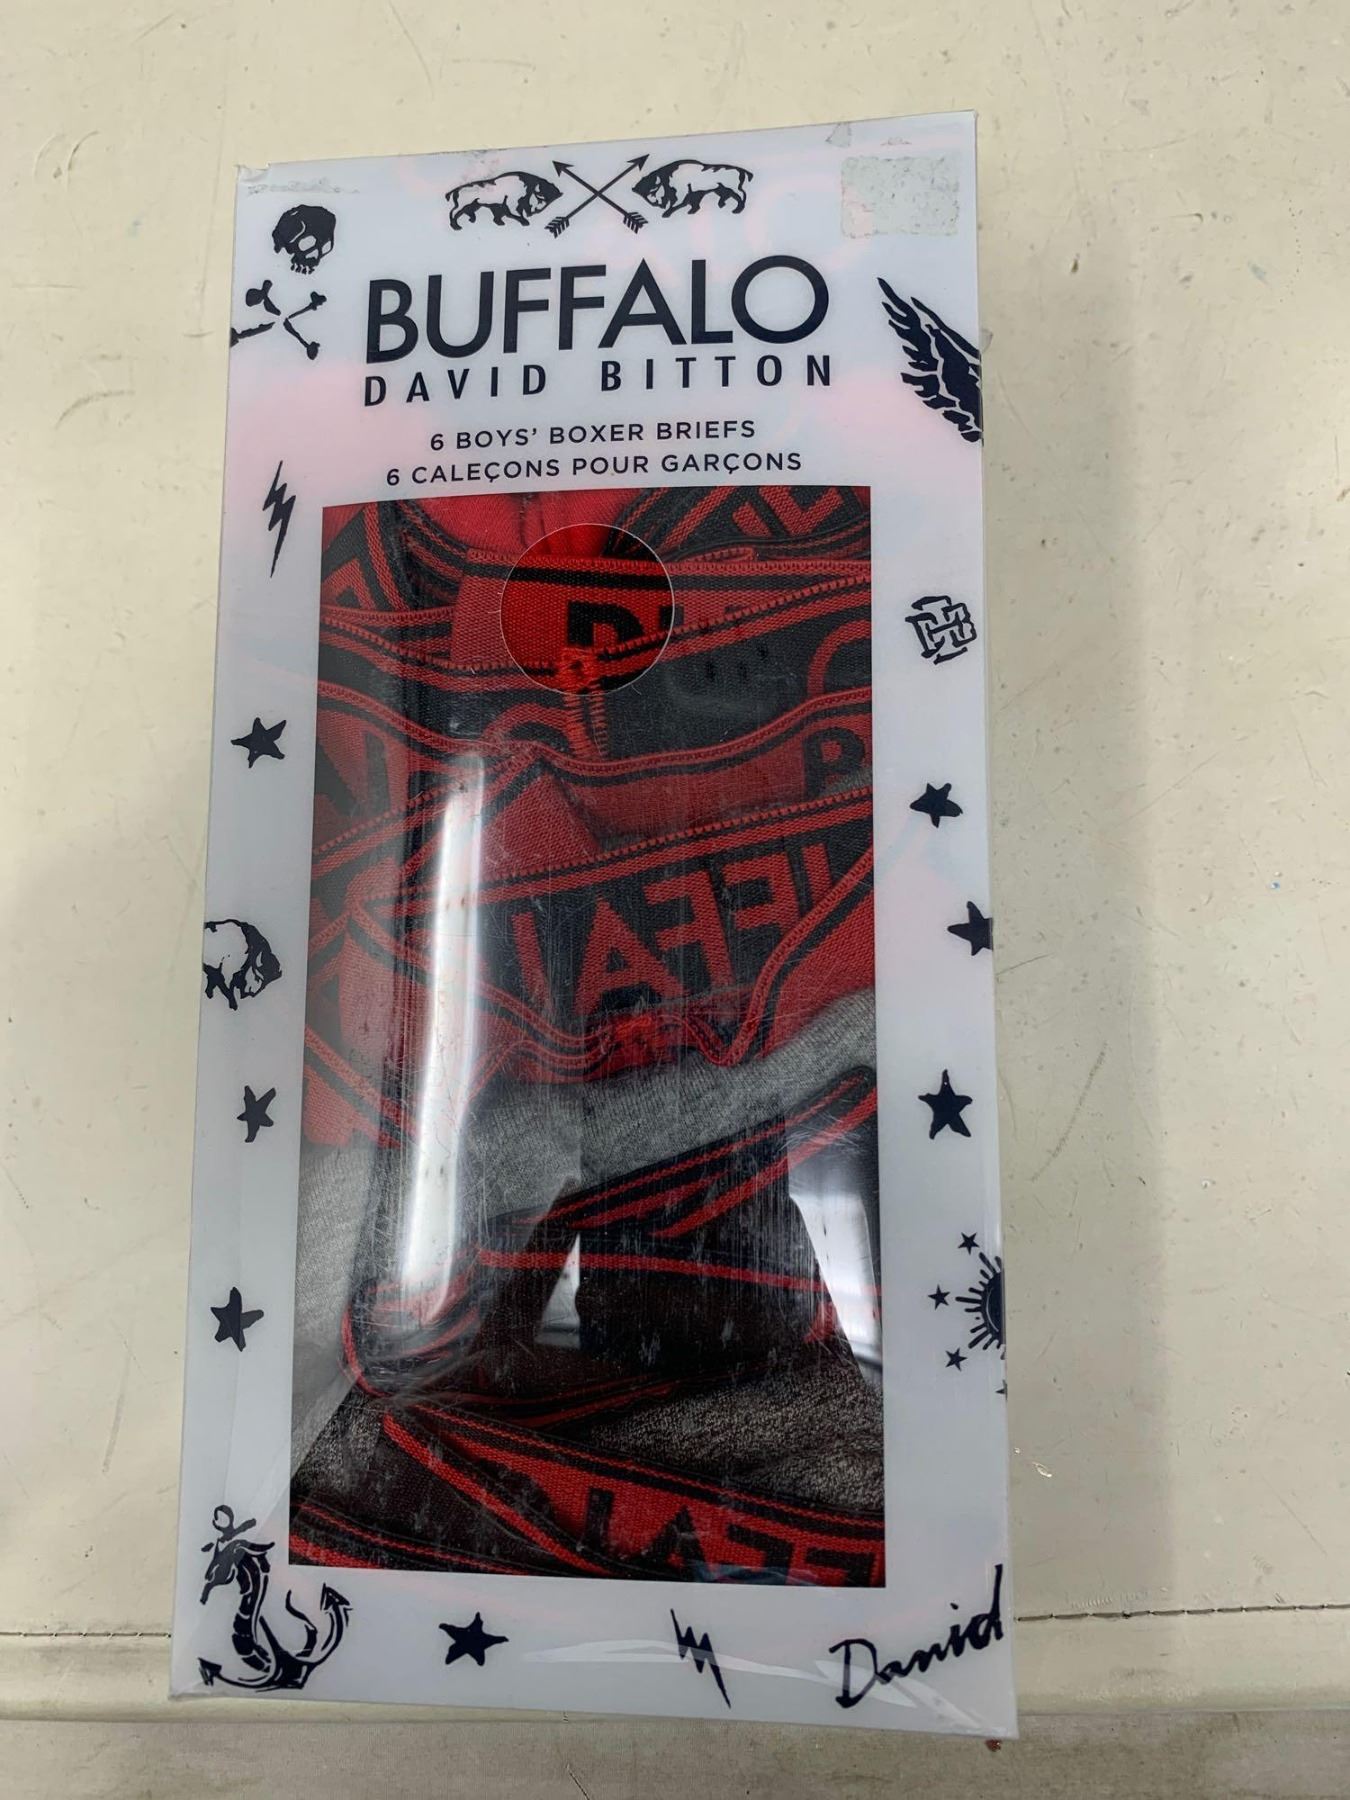 BUFFALO
DAVID BITTON
6 BOYS' BOXER BRIEFS
6 CALEÇONS POUR GARÇONS
David